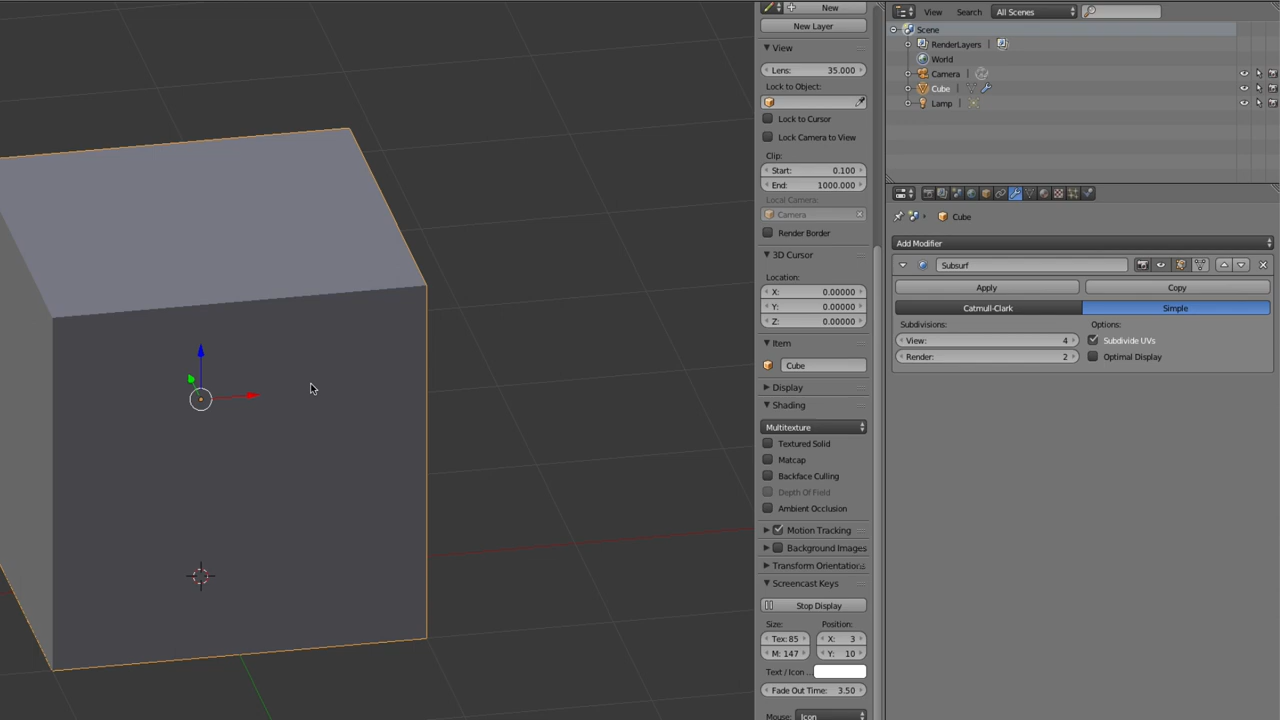 New
New Layer
View
Lens: 35.000
Lock to Object:
Lock to Cursor
Lock Camera to View
Clip:
Start: 0.100
End: 1000.000
Local Camera:
Camera
Render Border
3D Cursor
Location:
X: 0.00000
Y: 0.00000
Z: 0.00000
Item
Cube
Display
Shading
Multitexture
Textured Solid
Matcap
Backface Culling
Depth Of Field
Ambient Occlusion
Motion Tracking
Background Images
Transform Orientation
Screencast Keys
Stop Display
Size: Position:
Tex: 85 X: 3
M: 147 Y: 10
Text / Icon ...
Fade Out Time: 3.50
Mouse: Icon
View Search All Scenes
Scene
RenderLayers
World
Camera
Cube
Lamp
Cube
Add Modifier
Subsurf
Apply Copy
Catmull-Clark Simple
Subdivisions: Options:
View: 4 Subdivide UVs
Render: 2 Optimal Display